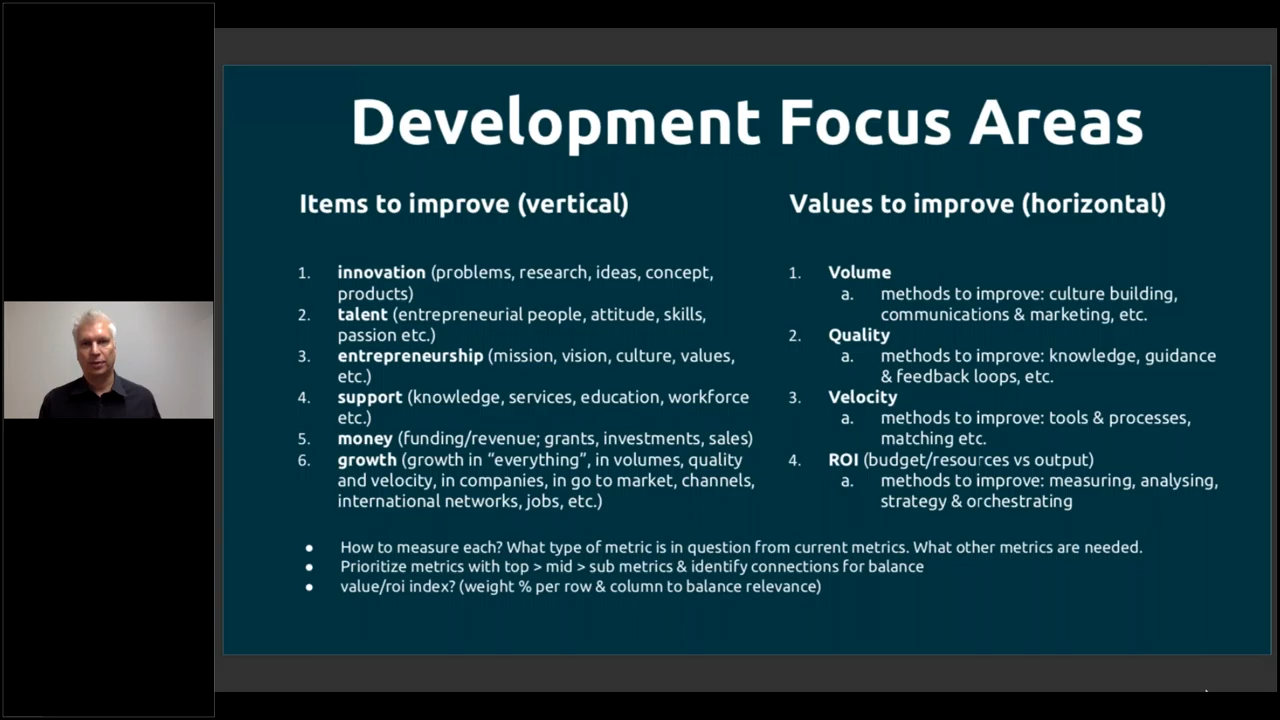 Development Focus Areas
Items to improve (vertical)
1. innovation (problems, research, ideas, concept,
products)
2. talent (entrepreneurial people, attitude, skills,
passion etc.)
3. entrepreneurship (mission, vision, culture, values,
etc.)
4. support (knowledge, services, education, workforce
etc.)
5. money (funding/revenue; grants, investments, sales)
6. growth (growth in “everything”, in volumes, quality
and velocity, in companies, in go to market, channels,
international networks, jobs, etc.)
Values to improve (horizontal)
1. Volume
a. methods to improve: culture building,
communications & marketing, etc.
2. Quality
a. methods to improve: knowledge, guidance
& feedback loops, etc.
3. Velocity
a. methods to improve: tools & processes,
matching etc.
4. ROI (budget/resources vs output)
a. methods to improve: measuring, analysing,
strategy & orchestrating
● How to measure each? What type of metric is in question from current metrics. What other metrics are needed.
● Prioritize metrics with top > mid > sub metrics & identify connections for balance
● value/roi index? (weight % per row & column to balance relevance)